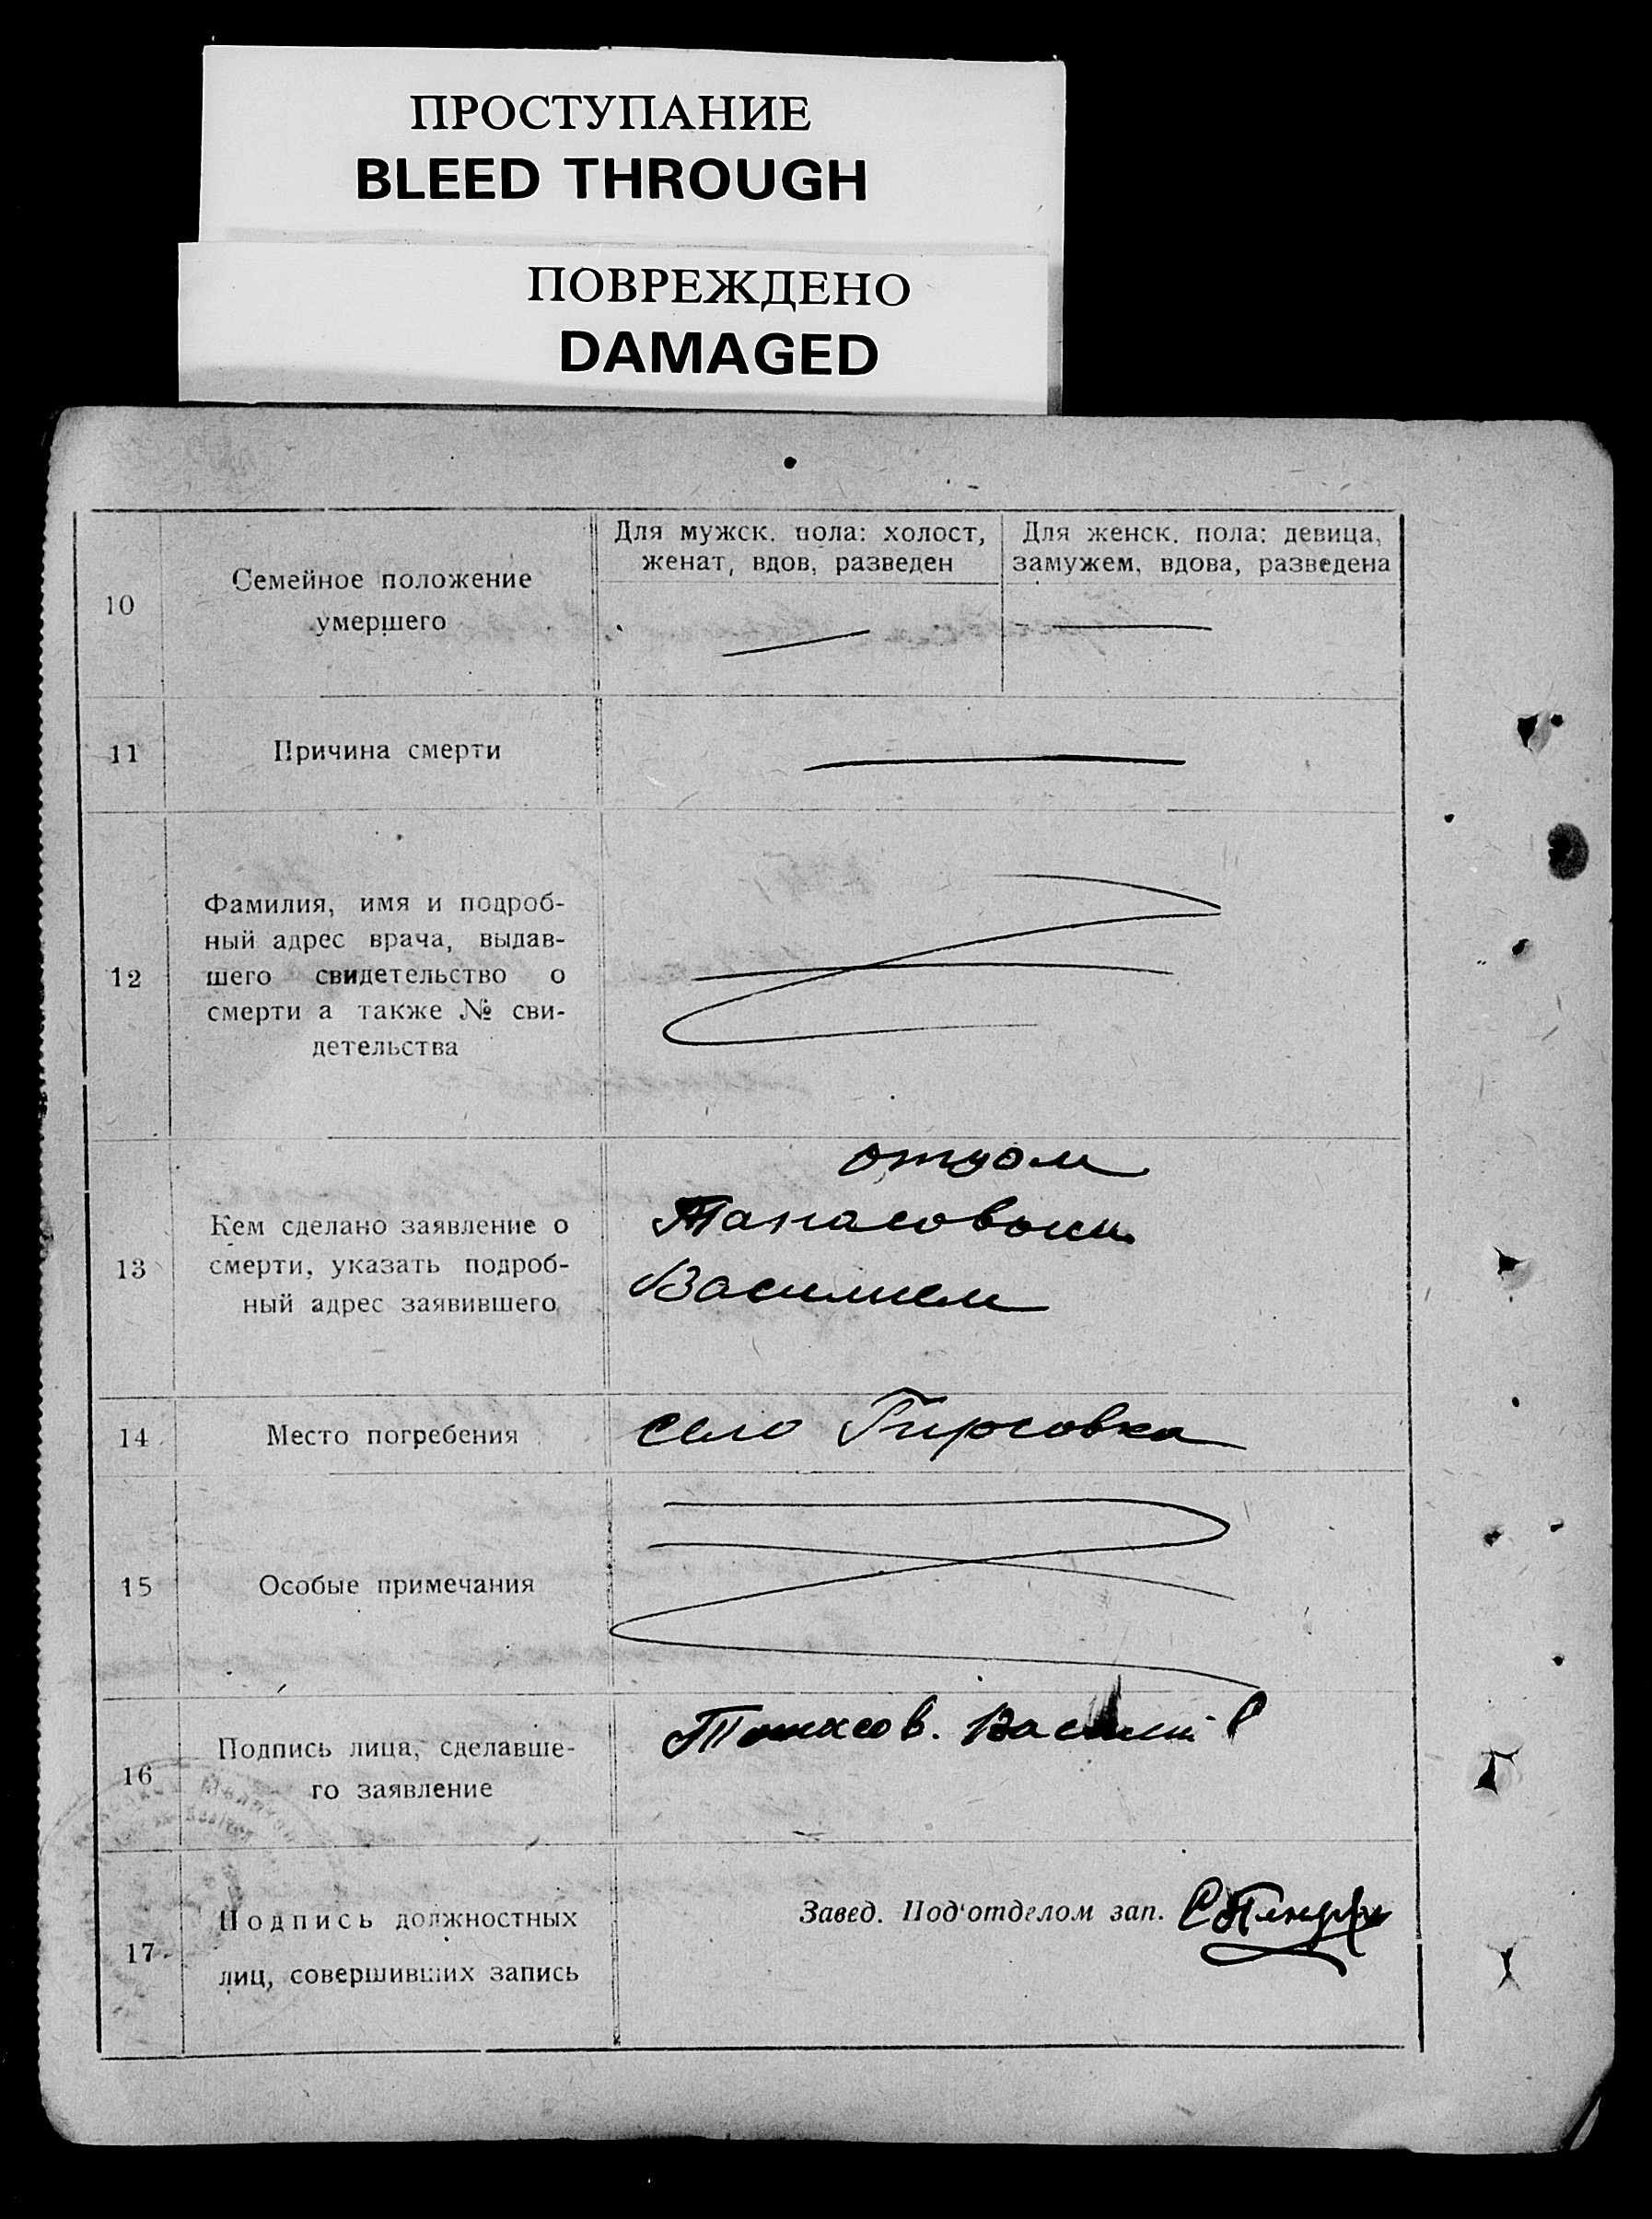 ПРОСТУПАНИЕ
BLEED THROUGH
ПОВРЕЖДЕНО
DAMAGED
10
Семейное положение
умершего
Для мужск. пола: холост,
женат, вдов, разведен
Для женск. пола: девица,
замужем, вдова, разведена
11
Причина смерти
12
Фамилия, имя и подроб-
ный адрес врача, выдав-
шего свидетельство о
смерти а также № сви-
детельства
13
Кем сделано заявление о
смерти, указать подроб-
ный адрес заявившего
отцом
Танасовым
Василием
14
Место погребения
село Гирсовка
15
Особые примечания
16
Подпись лица, сделавше-
го заявление
Танасов. Василий
17
Подпись должностных
лиц, совершивших запись
Завед. Под'отделом зап.